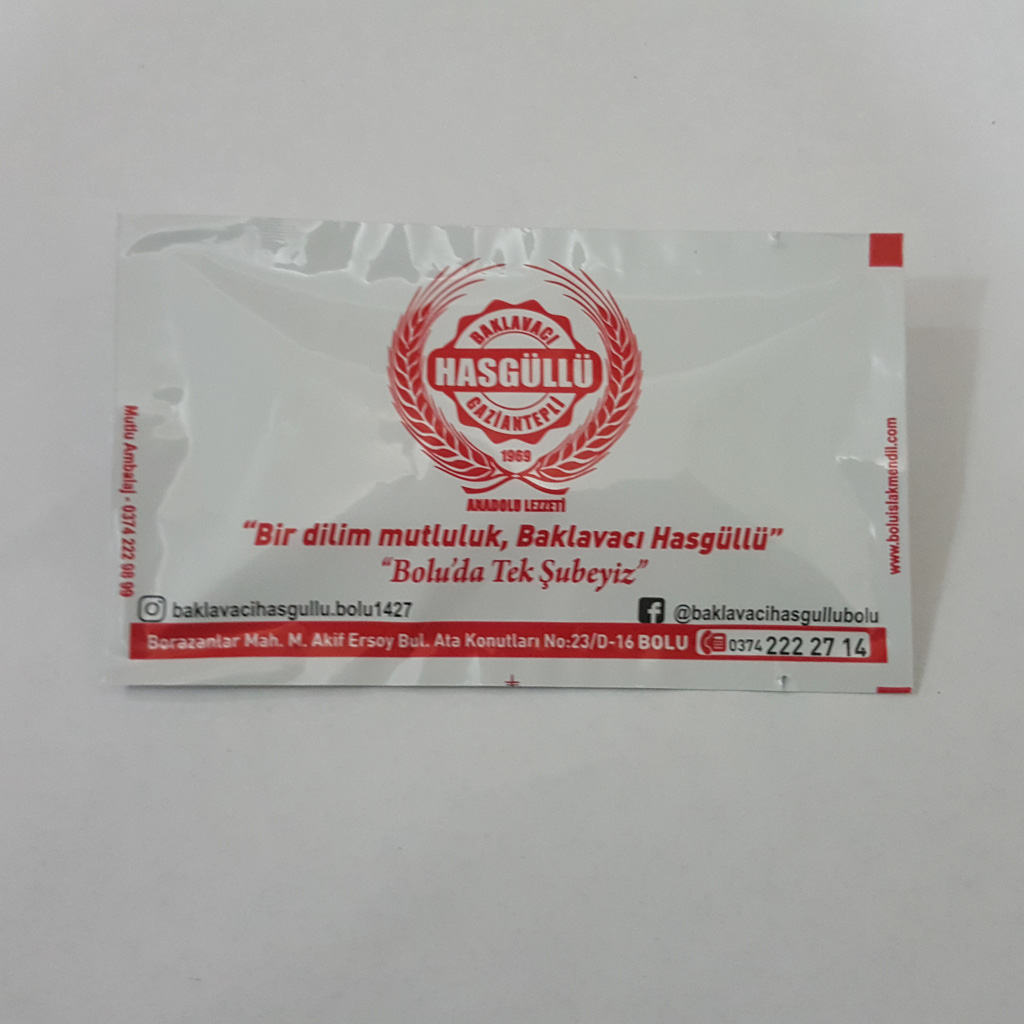 BAKLAVACI
HASGÜLLÜ
GAZİANTEPLİ
1969
ANADOLU LEZZETİ
"Bir dilim mutluluk, Baklavacı Hasgüllü"
"Bolu'da Tek Şubeyiz"
baklavacihasgullu.bolu1427
@baklavacihasgullubolu
Borazanlar Mah. M. Akif Ersoy Bul. Ata Konutları No:23/D-16 BOLU 0374 222 27 14
Mutlu Ambalaj - 0374 222 98 99
www.boluislakmendil.com